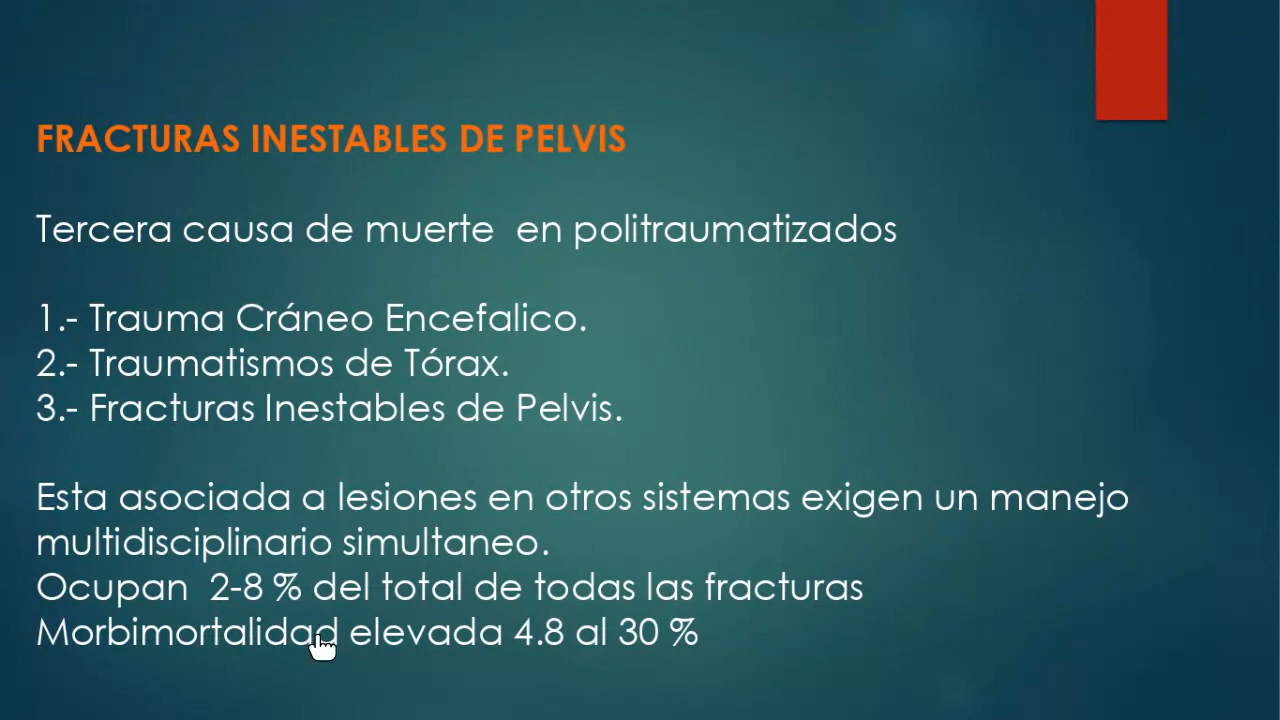 FRACTURAS INESTABLES DE PELVIS
Tercera causa de muerte  en politraumatizados
1.- Trauma Cráneo Encefalico.
2.- Traumatismos de Tórax.
3.- Fracturas Inestables de Pelvis.
Esta asociada a lesiones en otros sistemas exigen un manejo
multidisciplinario simultaneo.
Ocupan  2-8 % del total de todas las fracturas
Morbimortalidad elevada 4.8 al 30 %